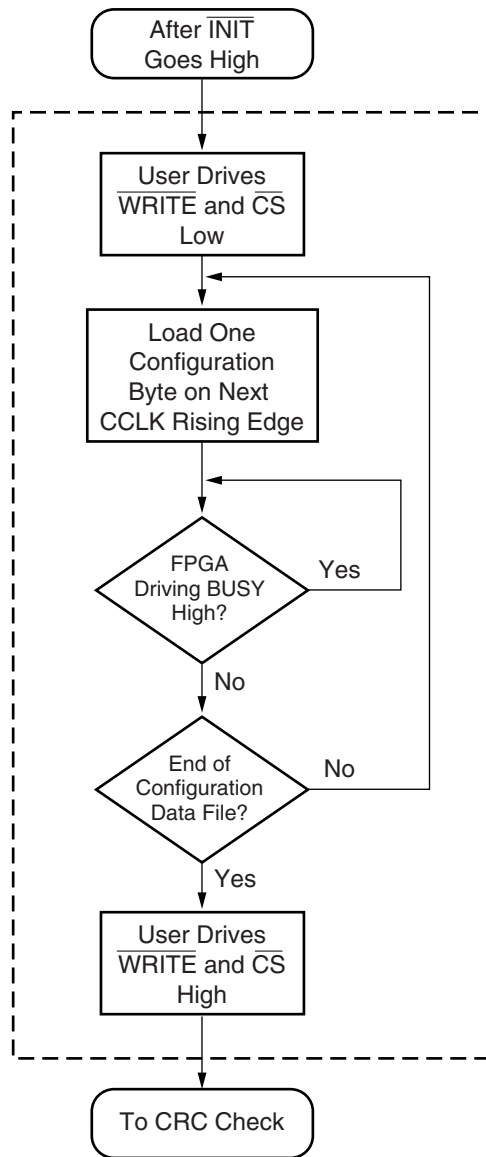 After INIT
Goes High
User Drives
WRITE and CS
Low
Load One
Configuration
Byte on Next
CCLK Rising Edge
FPGA
Driving BUSY
High?
Yes
No
End of
Configuration
Data File?
No
Yes
User Drives
WRITE and CS
High
To CRC Check